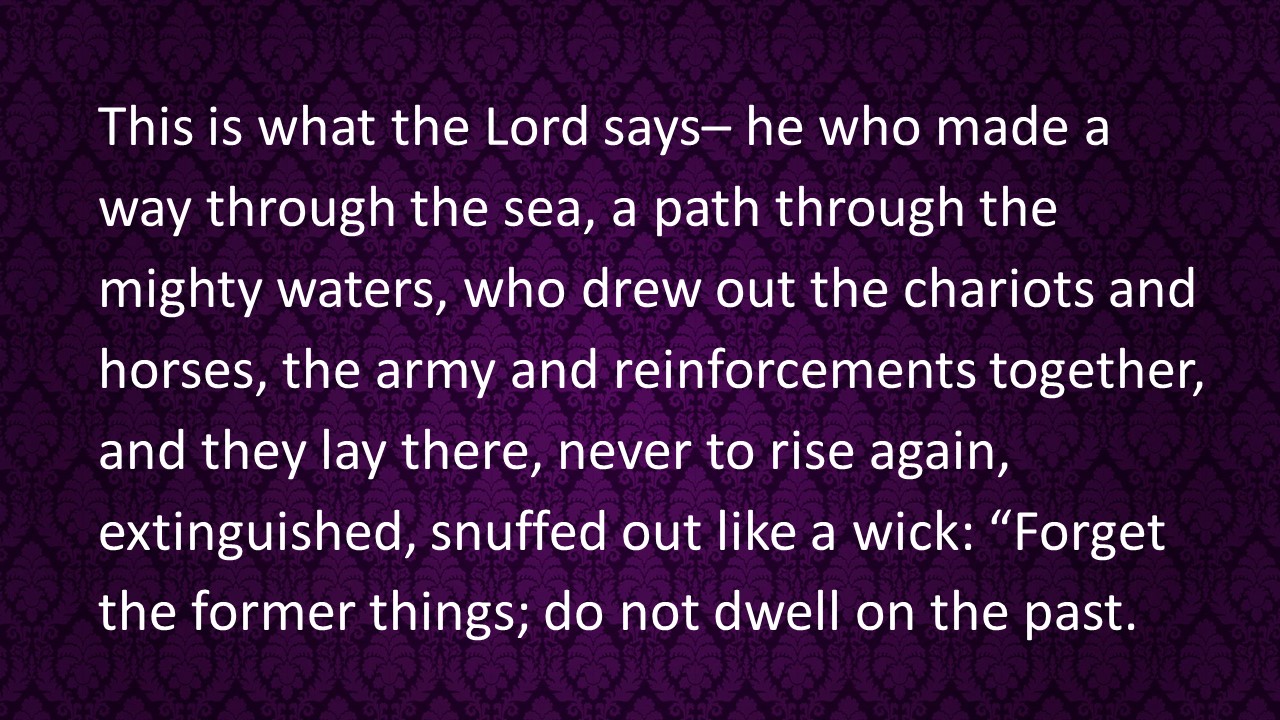 This is what the Lord says– he who made a
way through the sea, a path through the
mighty waters, who drew out the chariots and
horses, the army and reinforcements together,
and they lay there, never to rise again,
extinguished, snuffed out like a wick: “Forget
the former things; do not dwell on the past.